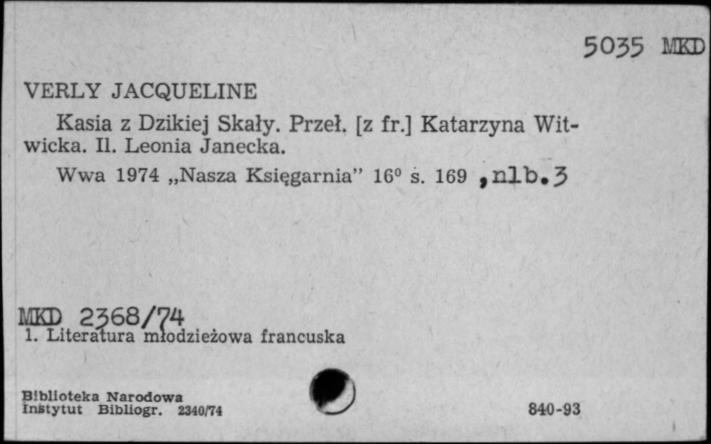 5035 MKD
VERLY JACQUELINE
Kasia z Dzikiej Skały. Przeł. [z fr.] Katarzyna Wit-
wicka. Il. Leonia Janecka.
Wwa 1974 „Nasza Księgarnia” 16⁰ s. 169 ,nlb.3
MKD 2368/74
1. Literatura młodzieżowa francuska
Biblioteka Narodowa
Instytut Bibliogr. 2340/74
840-93